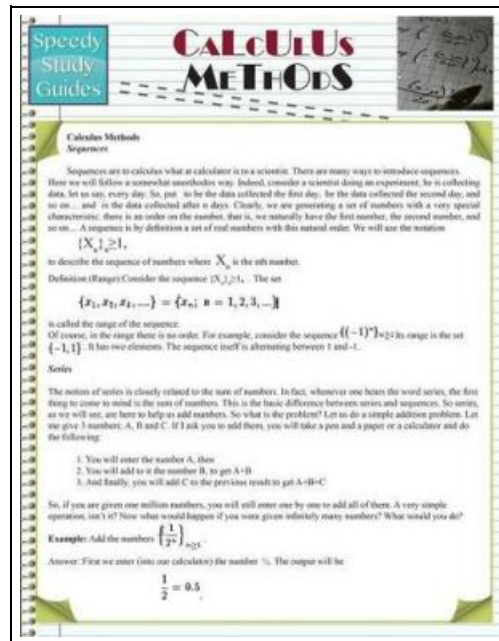 Speedy
Study
Guides
CALCULUS
METHODS
Calculus Methods
Sequences
Sequences are to calculus what at calculator is to a scientist. There are many ways to introduce sequences.
Here we will follow a somewhat unorthodox way. Indeed, consider a scientist doing an experiment; he is collecting
data, let us say, every day. So, put to be the data collected the first day, be the data collected the second day, and
so on... and is the data collected after n days. Clearly, we are generating a set of numbers with a very special
characteristic: there is an order on the number, that is, we naturally have the first number, the second number, and
so on... A sequence is by definition a set of real numbers with this natural order. We will use the notation
{Xₙ}ₙ≥1,
to describe the sequence of numbers where Xₙ is the nth number.
Definition (Range):Consider the sequence {Xₙ}ₙ≥1, . The set
{x₁, x₂, x₃, ....} = {xₙ; n = 1, 2, 3, ...}
is called the range of the sequence.
Of course, in the range there is no order. For example, consider the sequence {(−1)ⁿ}ₙ≥1 Its range is the set
{−1,1}. It has two elements. The sequence itself is alternating between 1 and -1.
Series
The notion of series is closely related to the sum of numbers. In fact, whenever one hears the word series, the first
thing to come to mind is the sum of numbers. This is the basic difference between series and sequences. So series,
as we will see, are here to help us add numbers. So what is the problem? Let us do a simple addition problem. Let
me give 3 numbers: A, B and C. If I ask you to add them, you will take a pen and a paper or a calculator and do
the following:
1. You will enter the number A, then
2. You will add to it the number B, to get A+B
3. And finally, you will add C to the previous result to get A+B+C
So, if you are given one million numbers, you will still enter one by one to add all of them. A very simple
operation, isn't it? Now what would happen if you were given infinitely many numbers? What would you do?
Example: Add the numbers {1/2ⁿ}ₙ≥1
Answer: First we enter (into our calculator) the number ½. The output will be
1/2 = 0.5